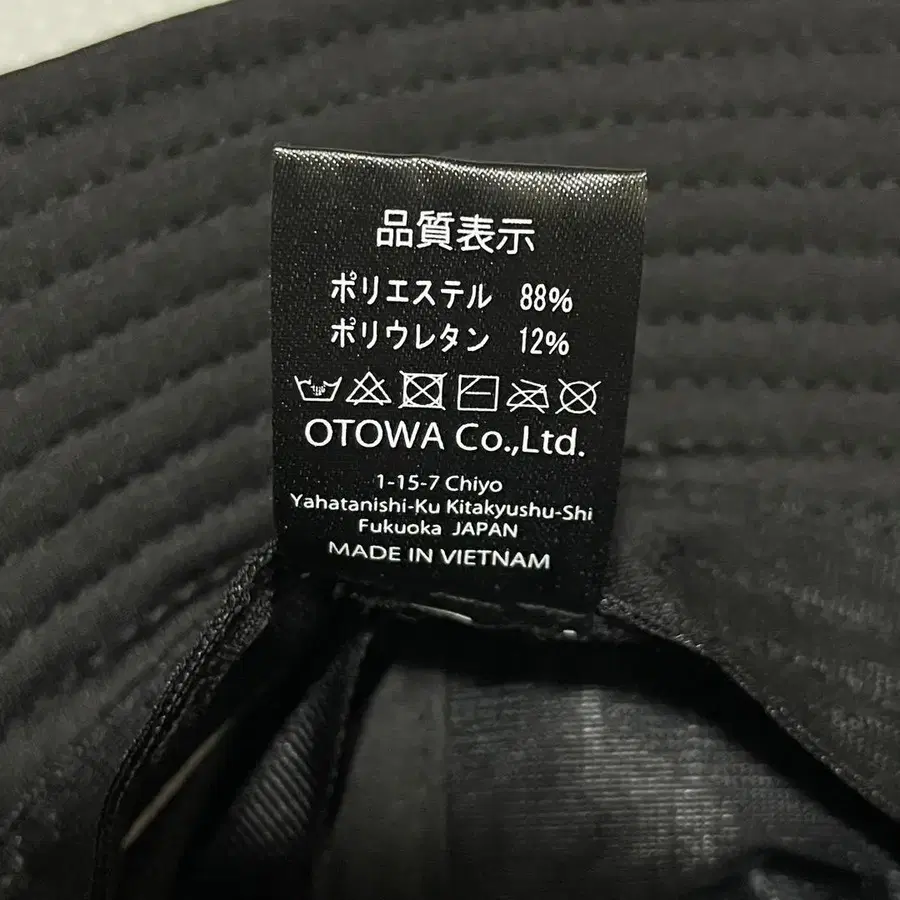 品質表示
ポリエステル 88%
ポリウレタン 12%
OTOWA Co.,Ltd.
1-15-7 Chiyo
Yahatanishi-Ku Kitakyushu-Shi
Fukuoka JAPAN
MADE IN VIETNAM